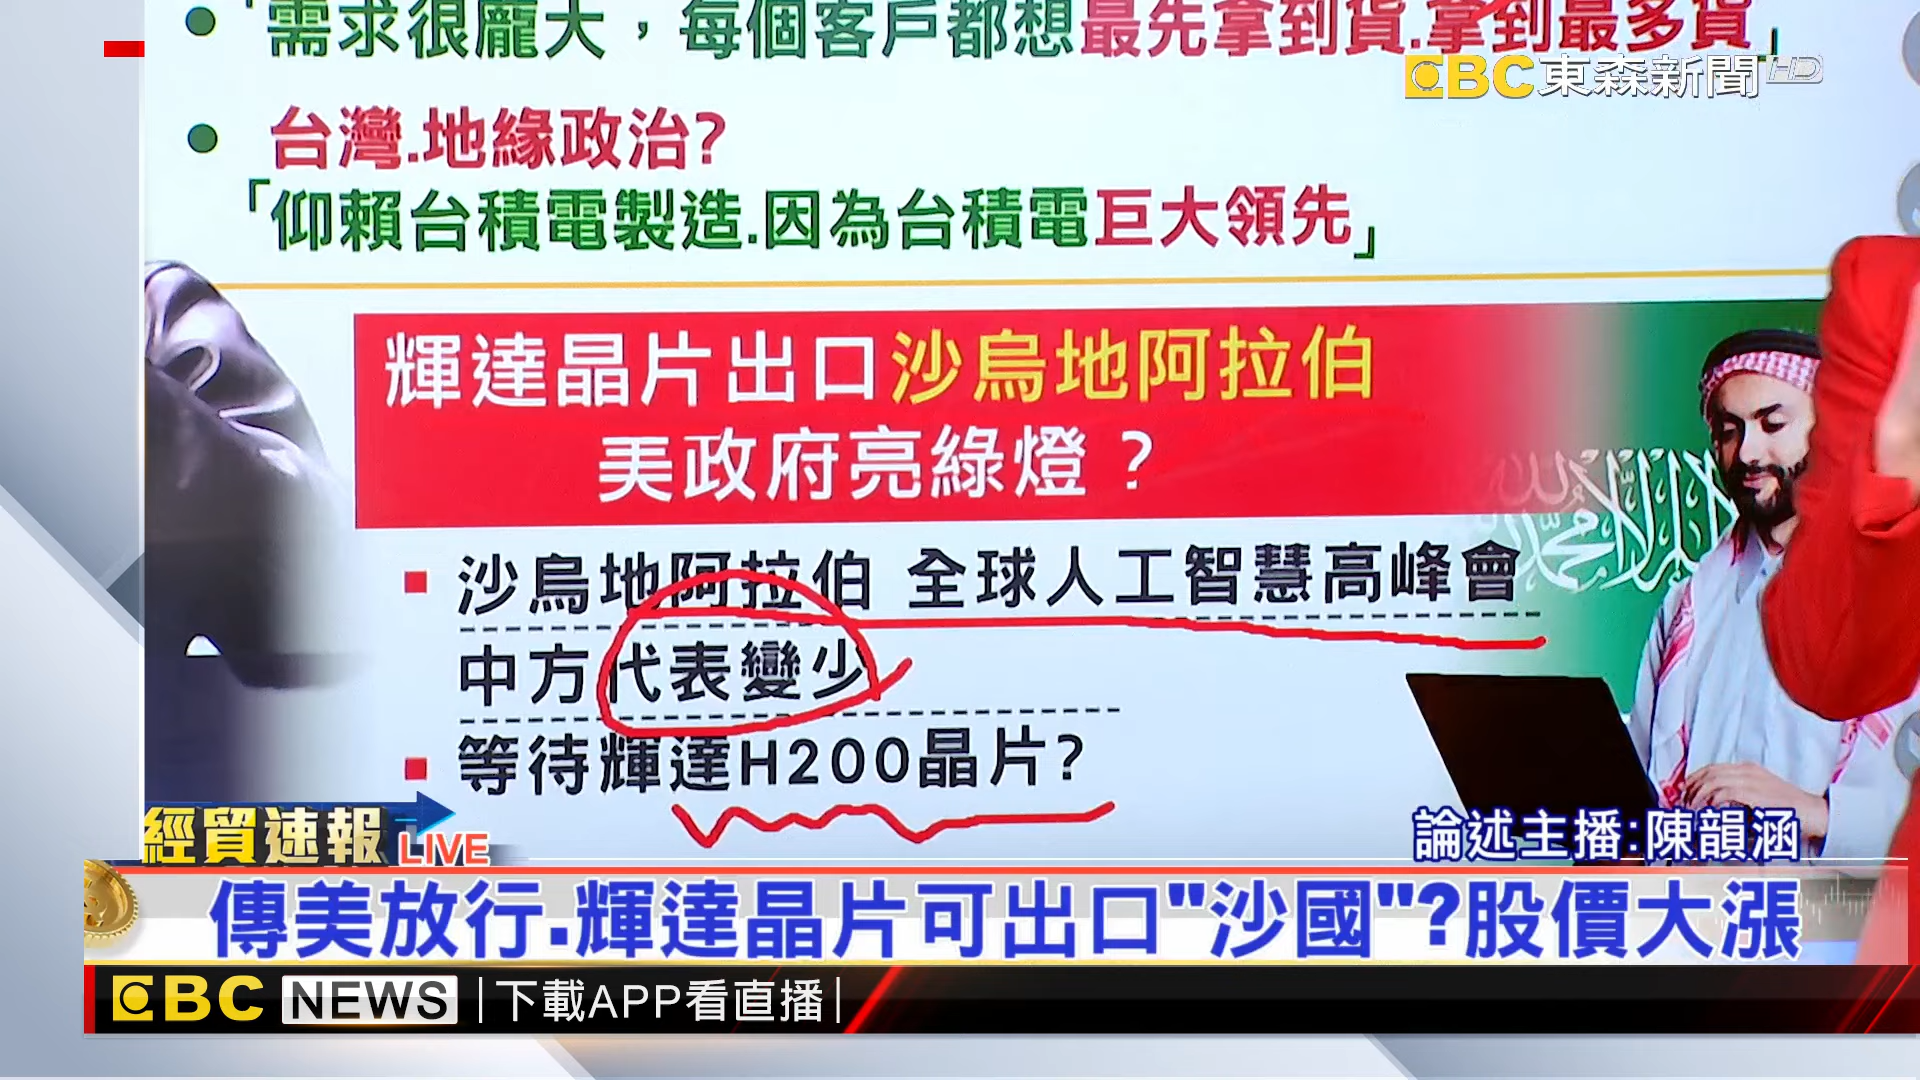 「需求很龐大，每個客戶都想最先拿到貨.拿到最多貨」
EBC東森新聞HD
台灣.地緣政治?
「仰賴台積電製造.因為台積電巨大領先」
輝達晶片出口沙烏地阿拉伯
美政府亮綠燈？
沙烏地阿拉伯 全球人工智慧高峰會
中方代表變少
等待輝達H200晶片?
經貿速報
LIVE
論述主播:陳韻涵
傳美放行.輝達晶片可出口"沙國"?股價大漲
EBC NEWS |下載APP看直播|